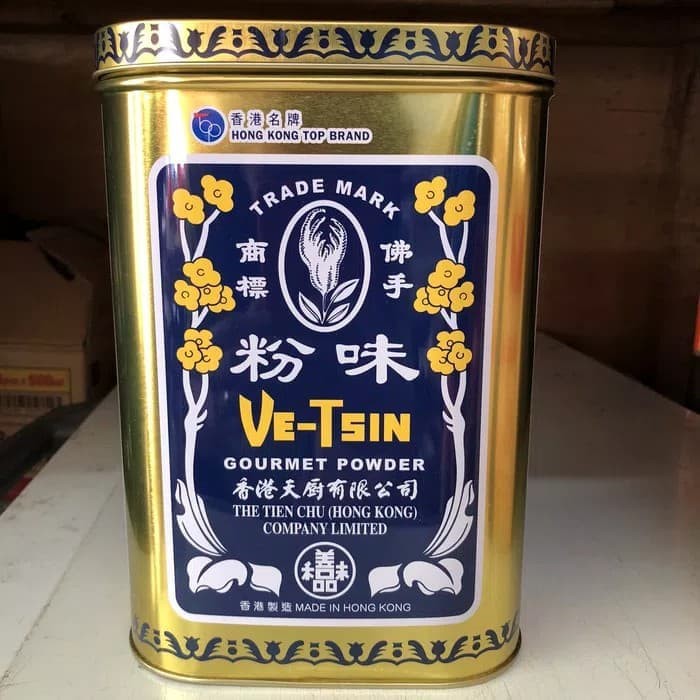 香港名牌
HONG KONG TOP BRAND
TRADE MARK
佛手
商標
味粉
VE-TSIN
GOURMET POWDER
香港天厨有限公司
THE TIEN CHU (HONG KONG)
COMPANY LIMITED
香港製造 MADE IN HONG KONG